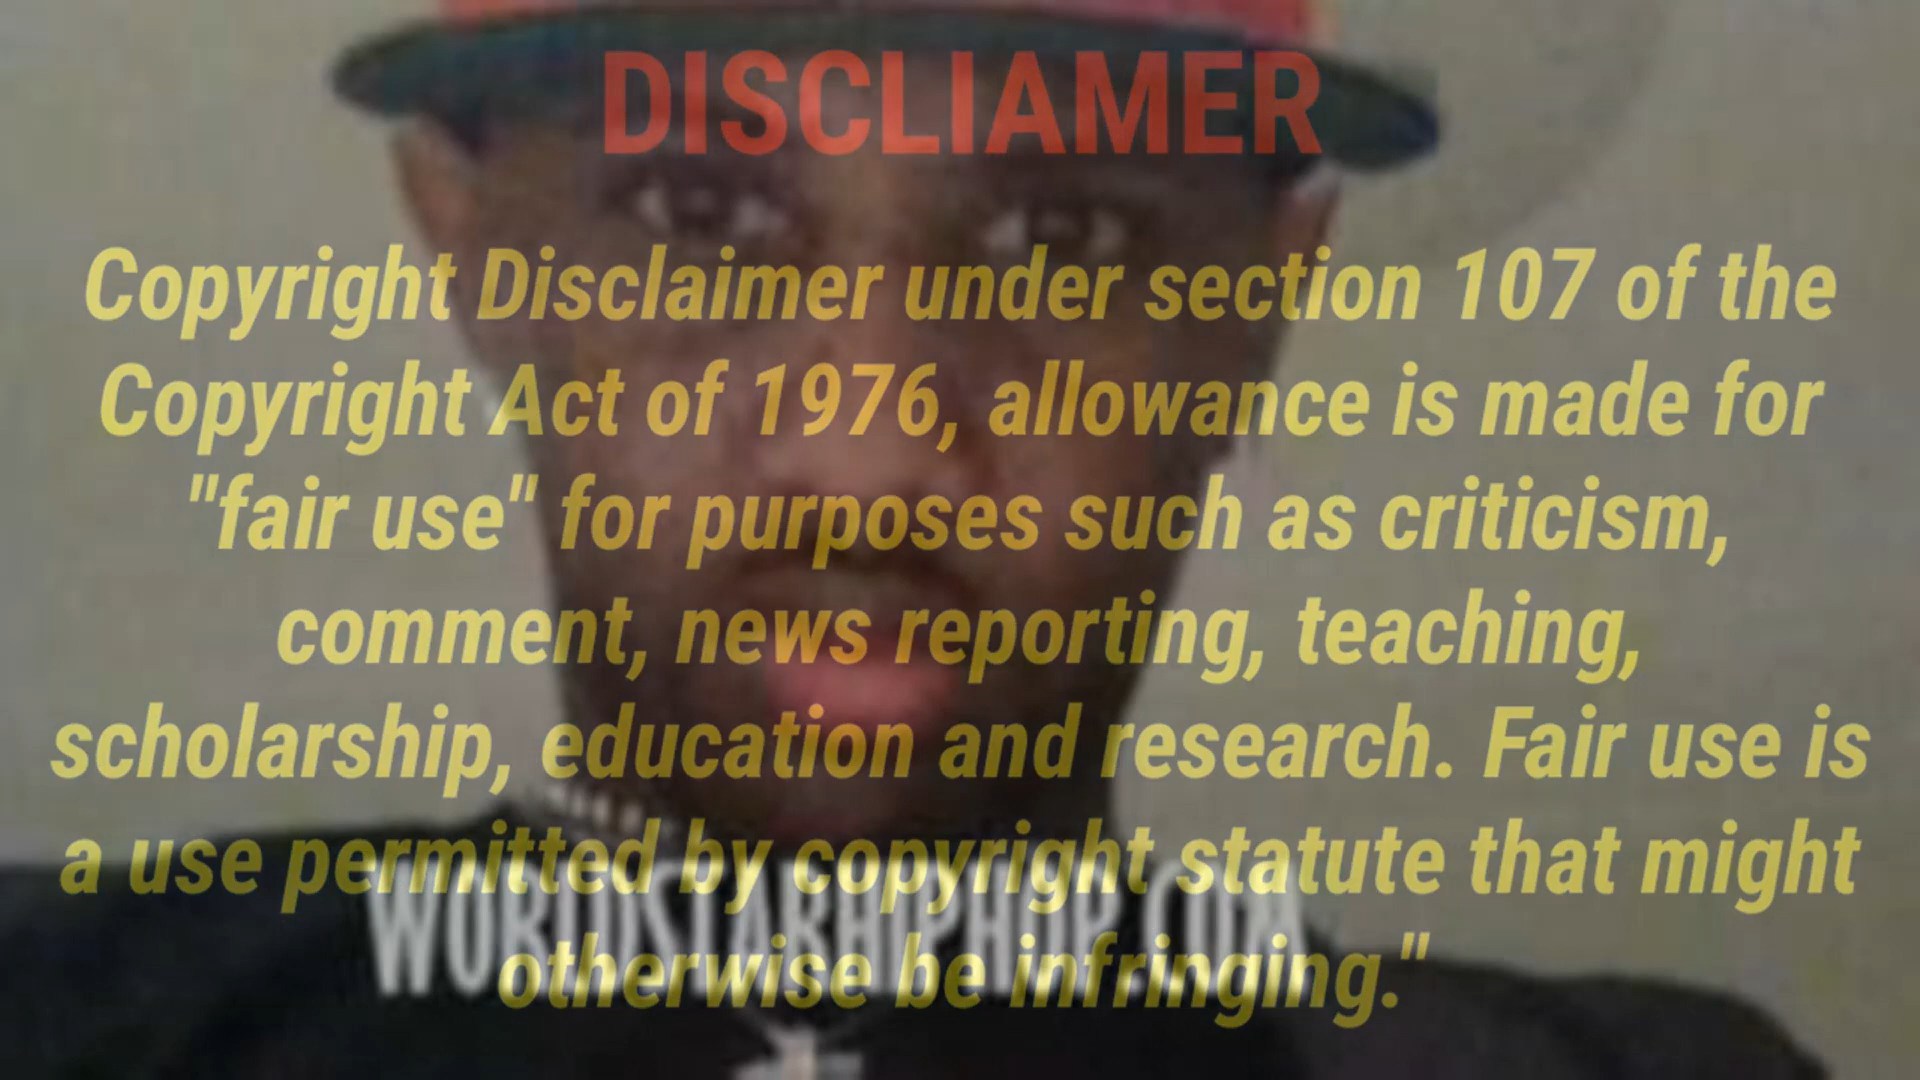 DISCLIAMER
Copyright Disclaimer under section 107 of the
Copyright Act of 1976, allowance is made for
"fair use" for purposes such as criticism,
comment, news reporting, teaching,
scholarship, education and research. Fair use is
a use permitted by copyright statute that might
WORLDSTARHIPHOP.COM
otherwise be infringing."